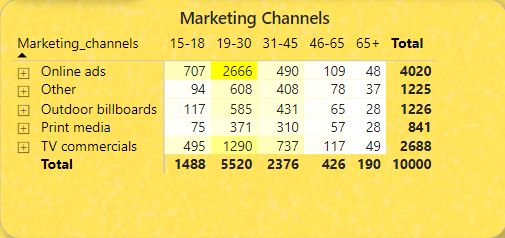 Marketing Channels
Marketing_channels 15-18 19-30 31-45 46-65 65+ Total
Online ads 707 2666 490 109 48 4020
Other 94 608 408 78 37 1225
Outdoor billboards 117 585 431 65 28 1226
Print media 75 371 310 57 28 841
TV commercials 495 1290 737 117 49 2688
Total 1488 5520 2376 426 190 10000